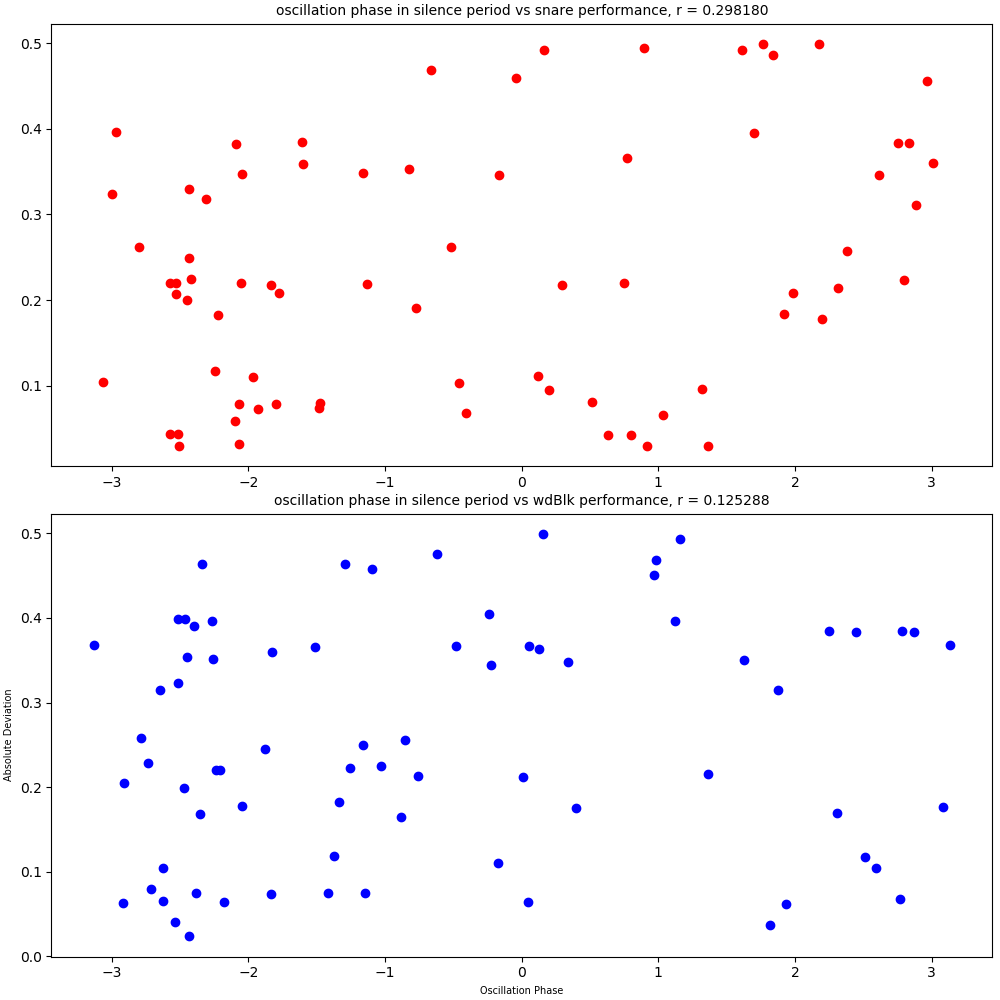 oscillation phase in silence period vs snare performance, r = 0.298180
0.5
0.4
0.3
0.2
0.1
−3 −2 −1 0 1 2 3
oscillation phase in silence period vs wdBlk performance, r = 0.125288
0.5
0.4
0.3
Absolute Deviation
0.2
0.1
0.0
−3 −2 −1 0 1 2 3
Oscillation Phase